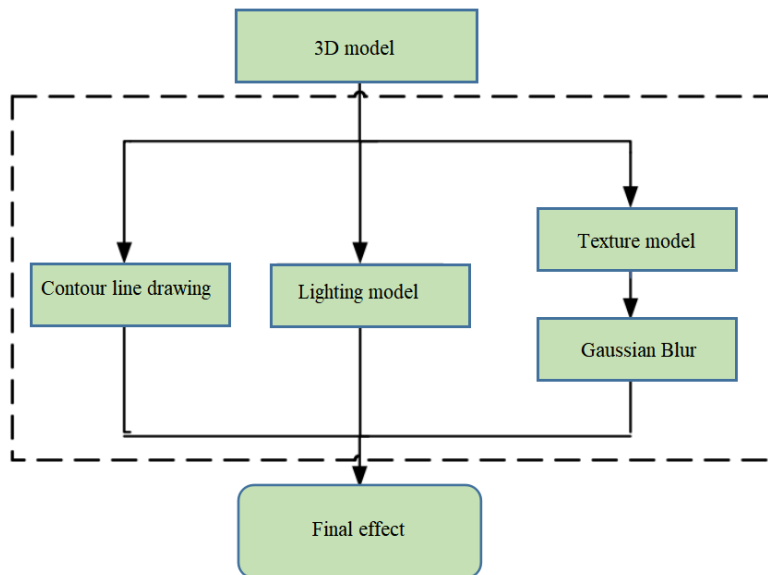 3D model
Texture model
Contour line drawing
Lighting model
Gaussian Blur
Final effect